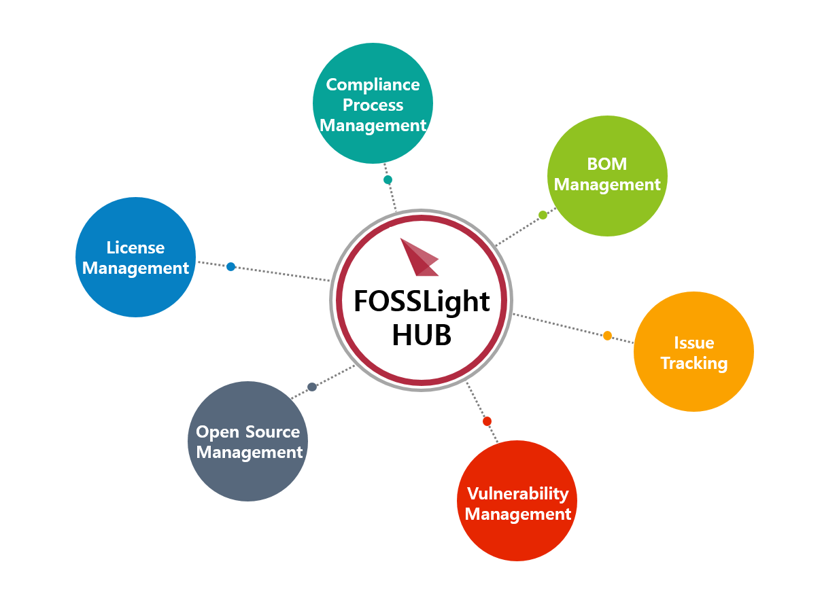 Compliance
Process
Management
BOM
Management
License
Management
FOSSLight
HUB
Issue
Tracking
Open Source
Management
Vulnerability
Management